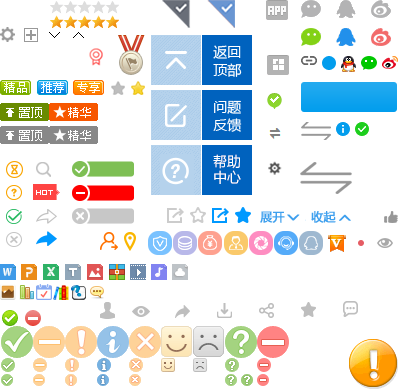 APP
返回
顶部
精品 推荐 专享
置顶 精华
问题
反馈
置顶 精华
帮助
中心
HOT
展开 收起
W P X T